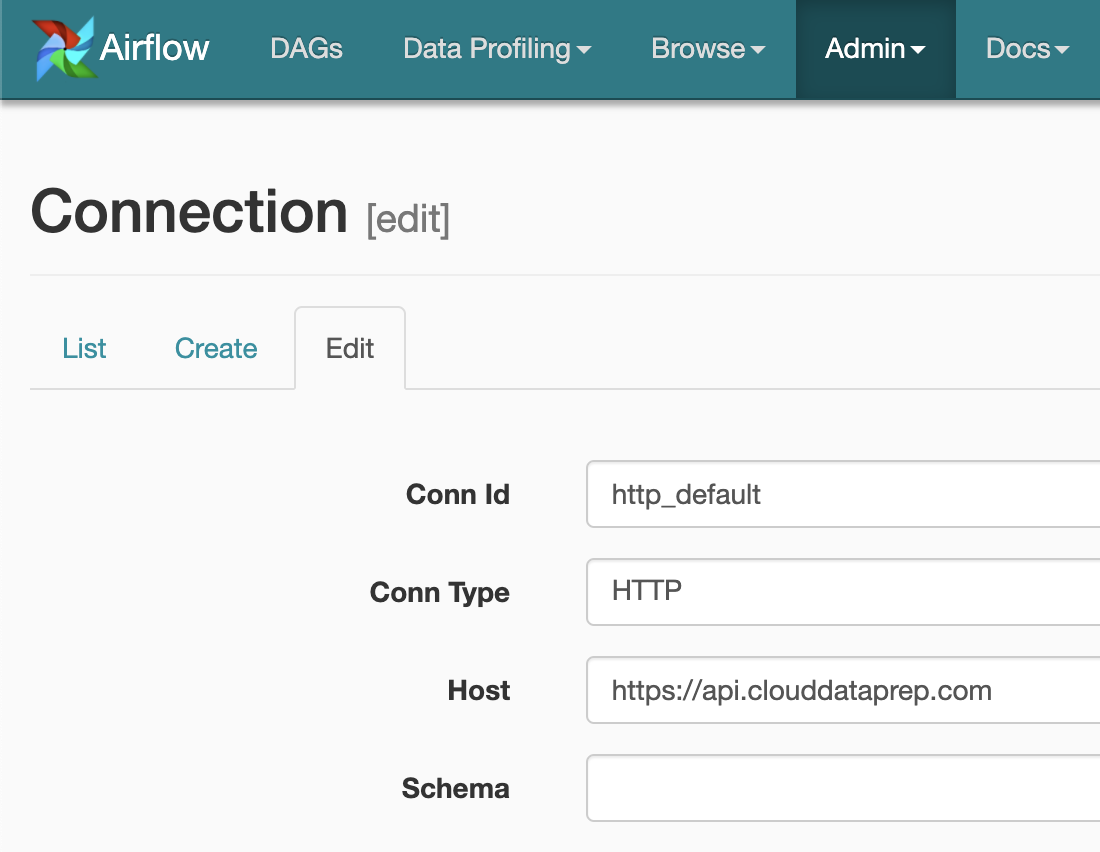 Airflow DAGs Data Profiling Browse Admin Docs
Connection [edit]
List Create Edit
Conn Id http_default
Conn Type HTTP
Host https://api.clouddataprep.com
Schema